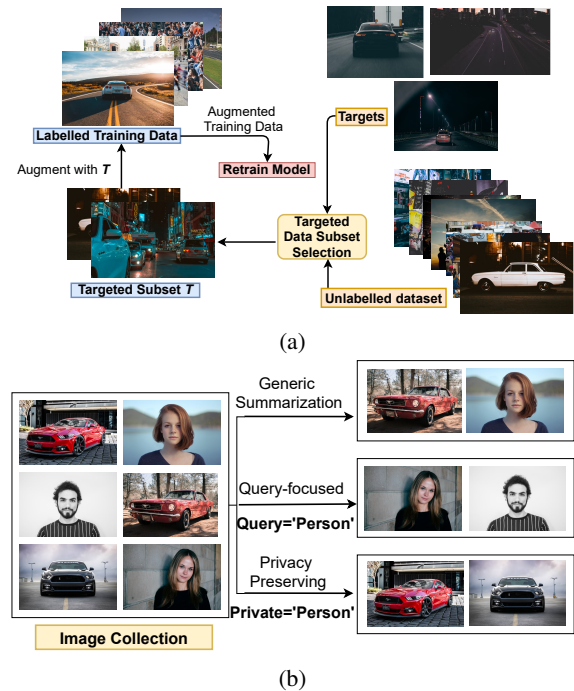 Labelled Training Data
Augmented
Training Data
Targets
Augment with T
Retrain Model
Targeted
Data Subset
Selection
Targeted Subset T
Unlabelled dataset
(a)
Generic
Summarization
Query-focused
Query='Person'
Privacy
Preserving
Private='Person'
Image Collection
(b)